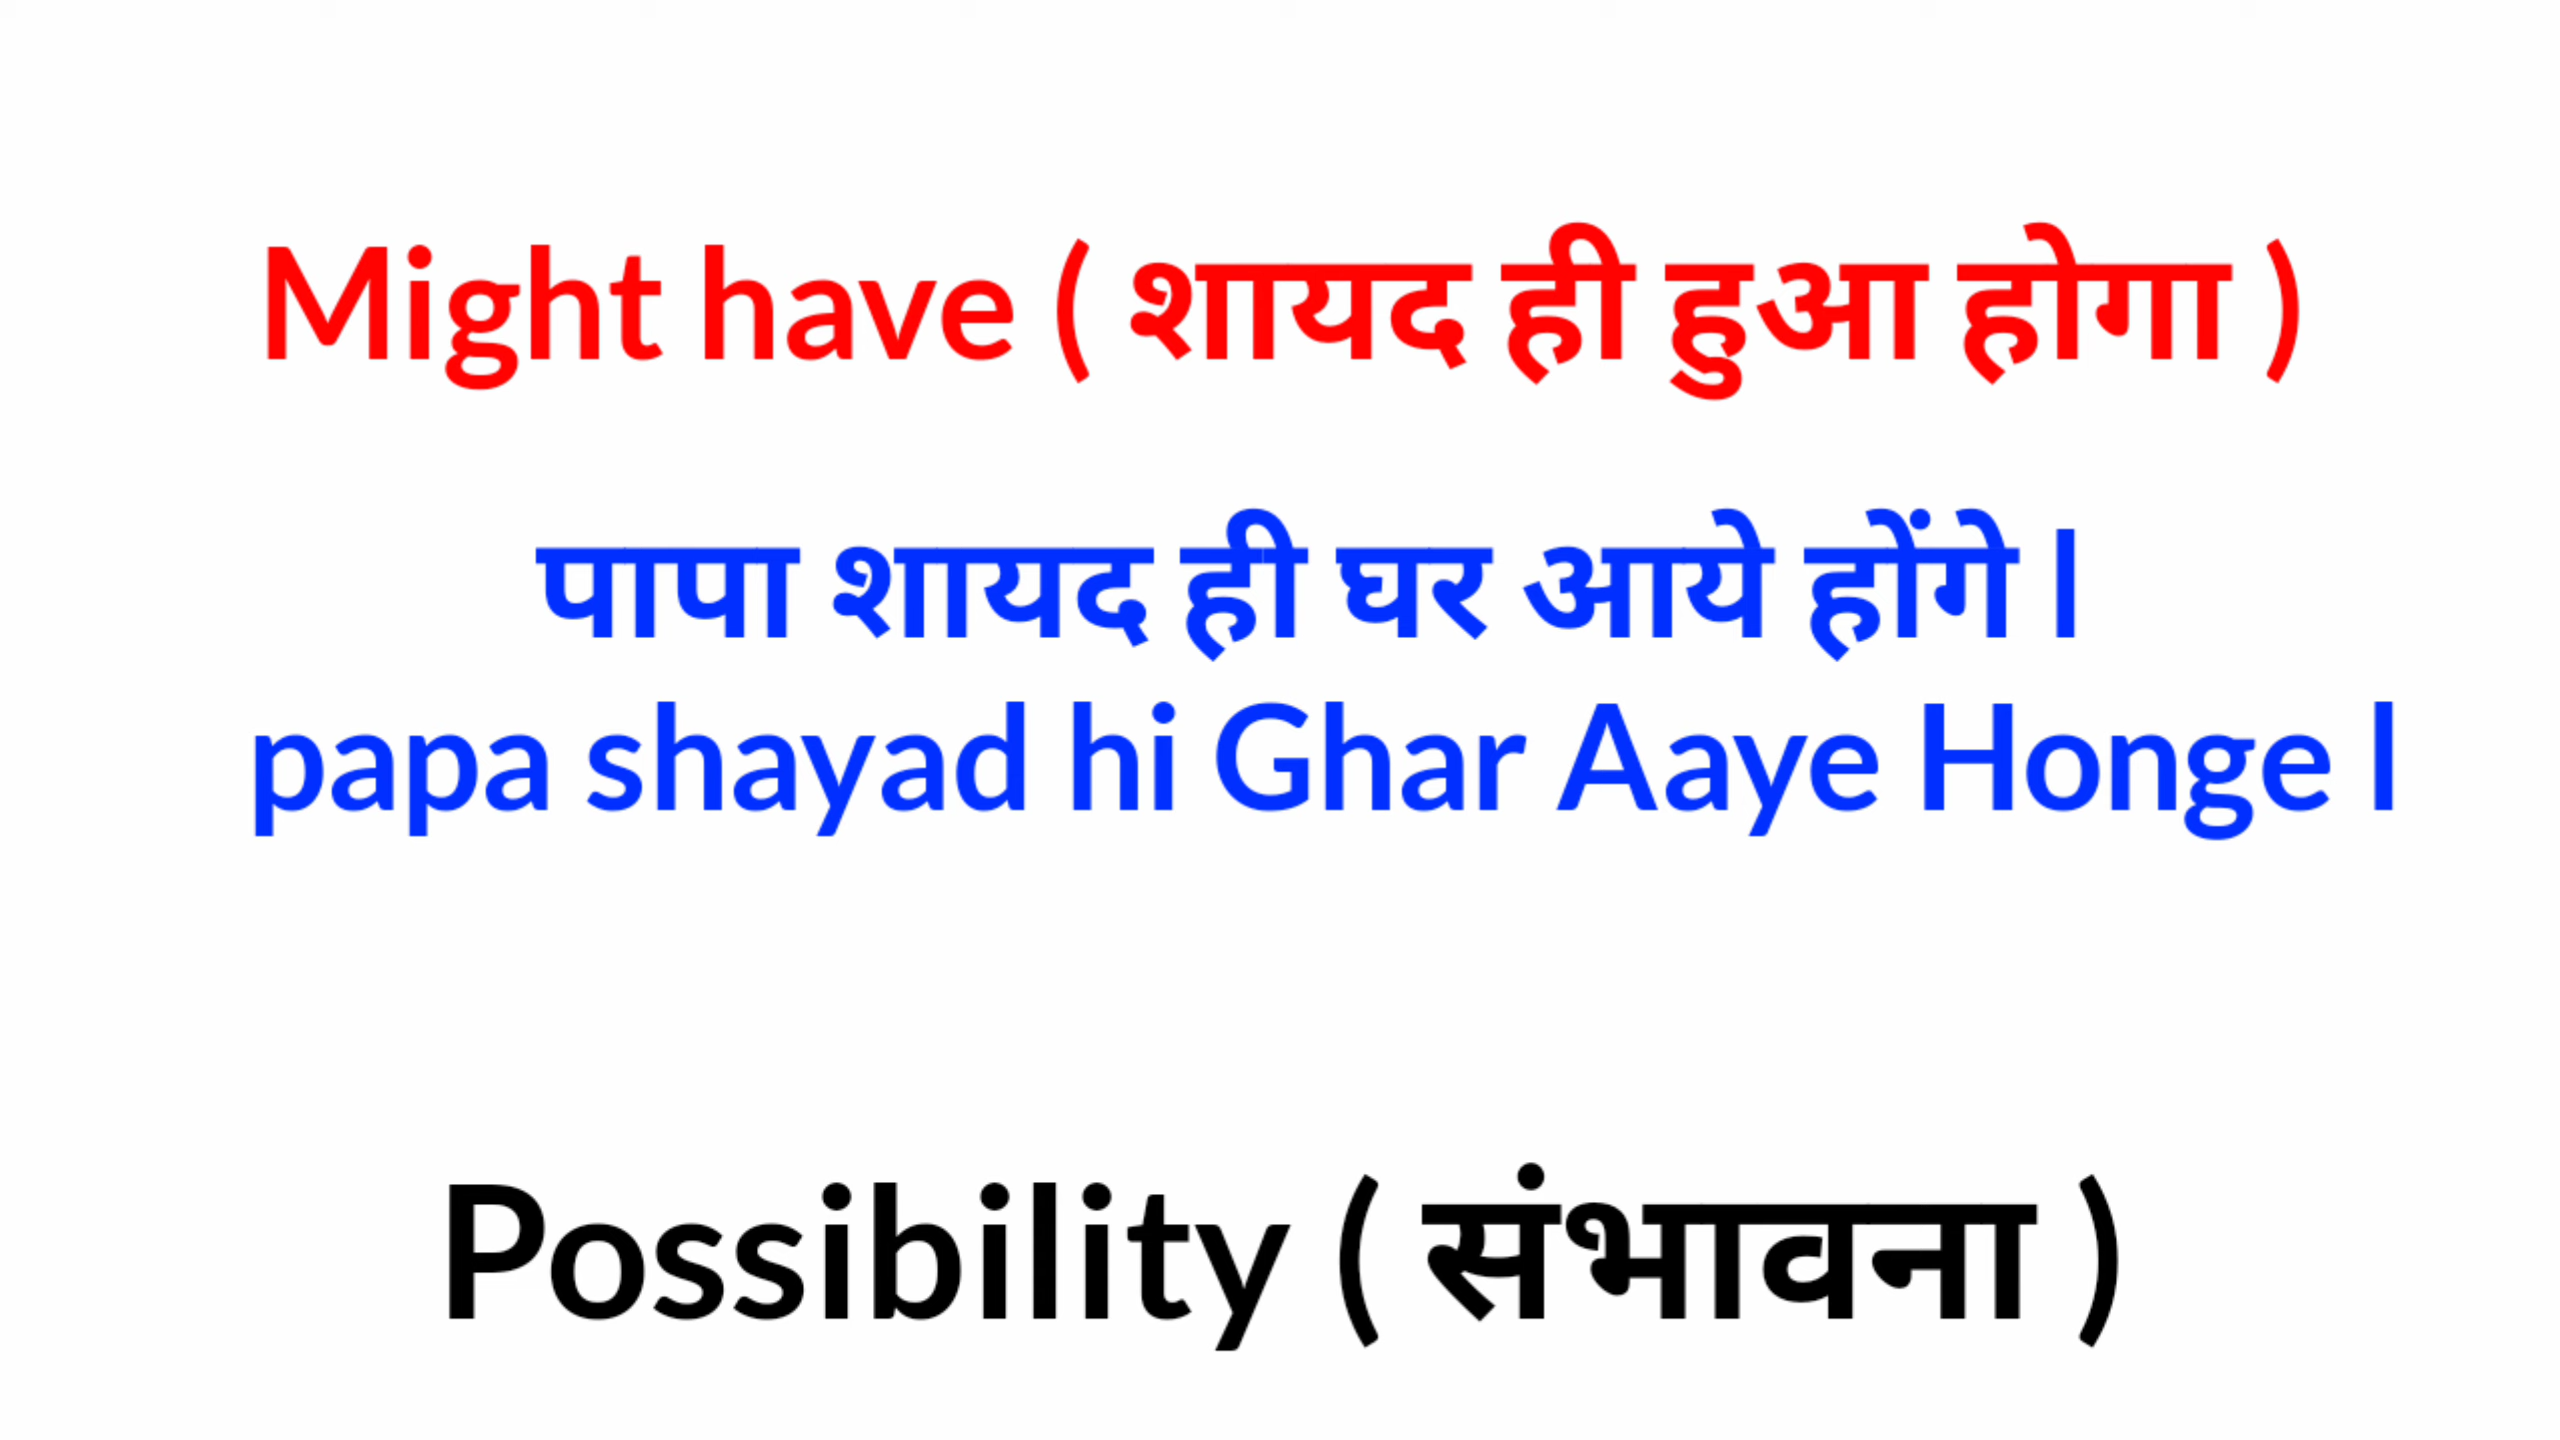 Might have ( शायद ही हुआ होगा )
पापा शायद ही घर आये होंगे l
papa shayad hi Ghar Aaye Honge l
Possibility ( संभावना )